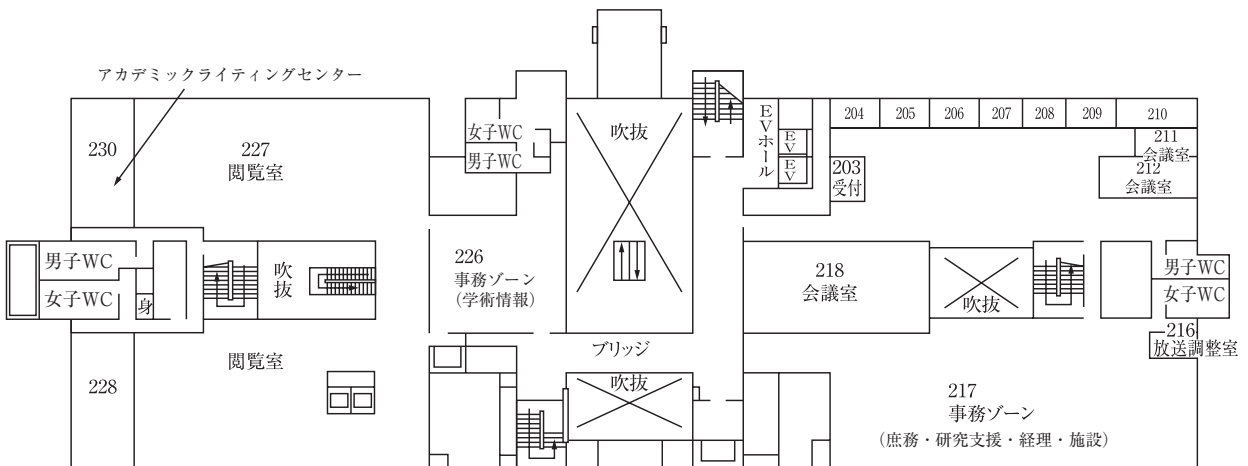 アカデミックライティングセンター
230
227
閲覧室
女子WC
男子WC
吹抜
EVホール
EV
EV
204
205
206
207
208
209
210
211
会議室
212
会議室
203
受付
男子WC
女子WC
身
吹抜
226
事務ゾーン
(学術情報)
218
会議室
吹抜
男子WC
女子WC
216
放送調整室
228
閲覧室
ブリッジ
吹抜
217
事務ゾーン
(庶務・研究支援・経理・施設)